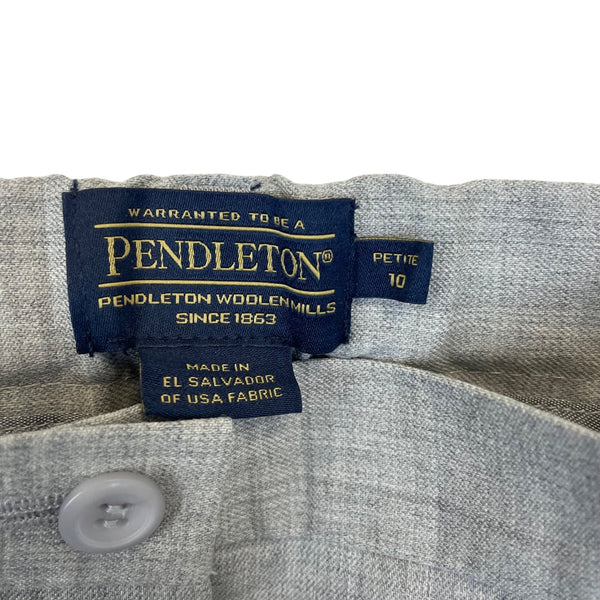 WARRANTED TO BE A
PENDLETON®
PENDLETON WOOLEN MILLS
SINCE 1863
PETITE
10
MADE IN
EL SALVADOR
OF USA FABRIC